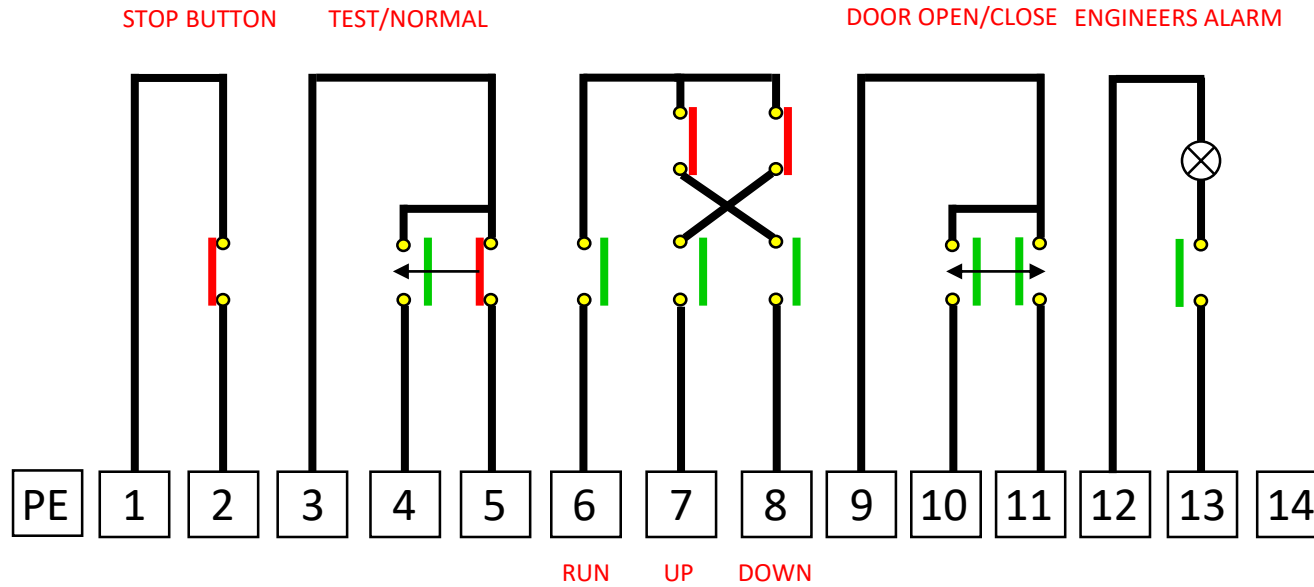 STOP BUTTON TEST/NORMAL DOOR OPEN/CLOSE ENGINEERS ALARM
PE 1 2 3 4 5 6 7 8 9 10 11 12 13 14
RUN UP DOWN